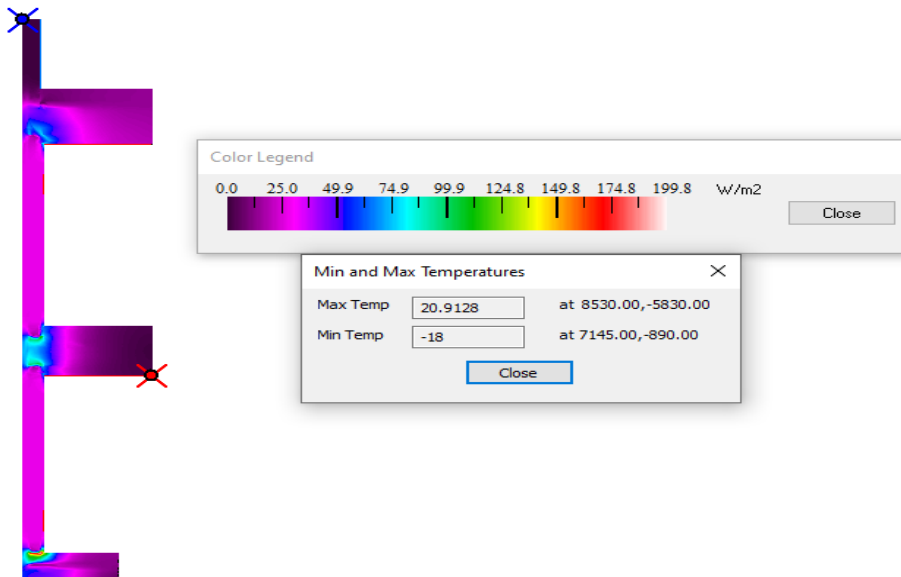 Color Legend
0.0 25.0 49.9 74.9 99.9 124.8 149.8 174.8 199.8 W/m2
Close
Min and Max Temperatures
Max Temp 20.9128 at 8530.00,-5830.00
Min Temp -18 at 7145.00,-890.00
Close